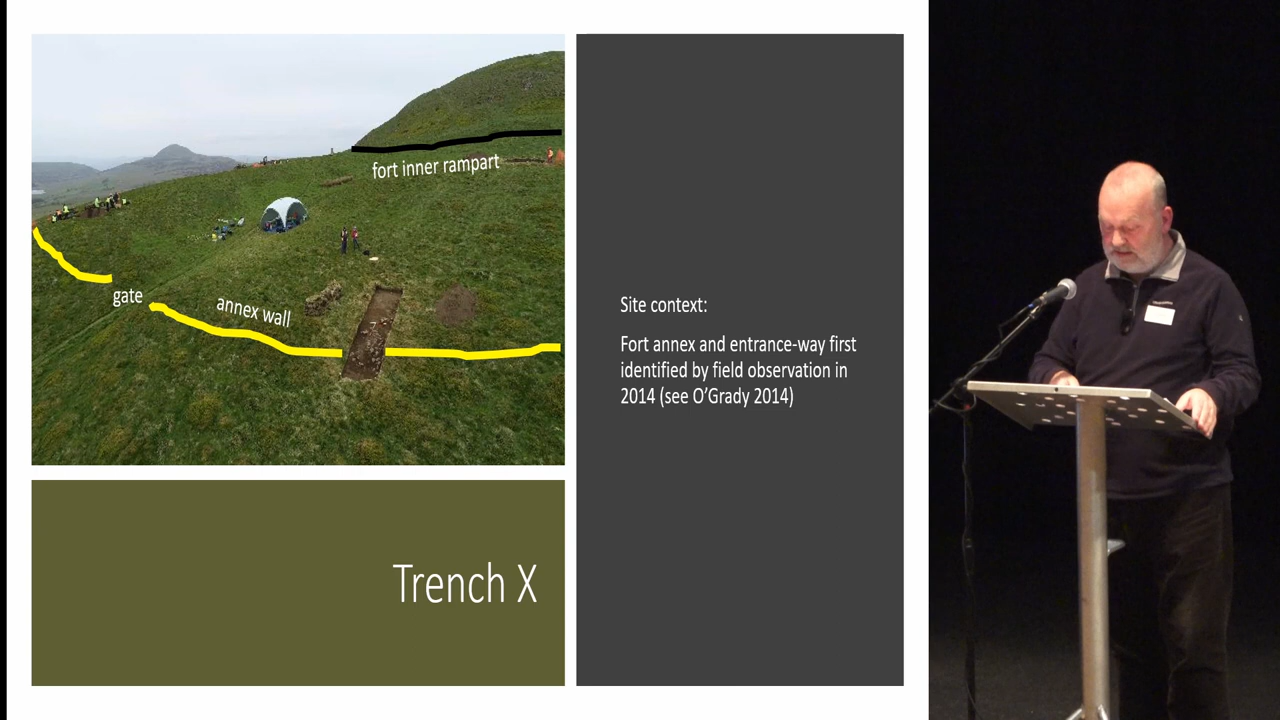 fort inner rampart
gate
annex wall
Site context:
Fort annex and entrance-way first
identified by field observation in
2014 (see O'Grady 2014)
Trench X